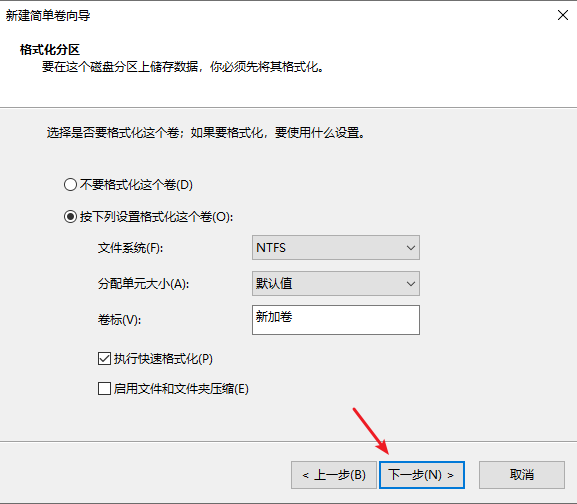 新建简单卷向导
格式化分区
要在这个磁盘分区上储存数据，你必须先将其格式化。
选择是否要格式化这个卷；如果要格式化，要使用什么设置。
不要格式化这个卷(D)
按下列设置格式化这个卷(O):
文件系统(F): NTFS
分配单元大小(A): 默认值
卷标(V): 新加卷
执行快速格式化(P)
启用文件和文件夹压缩(E)
< 上一步(B) 下一步(N) > 取消